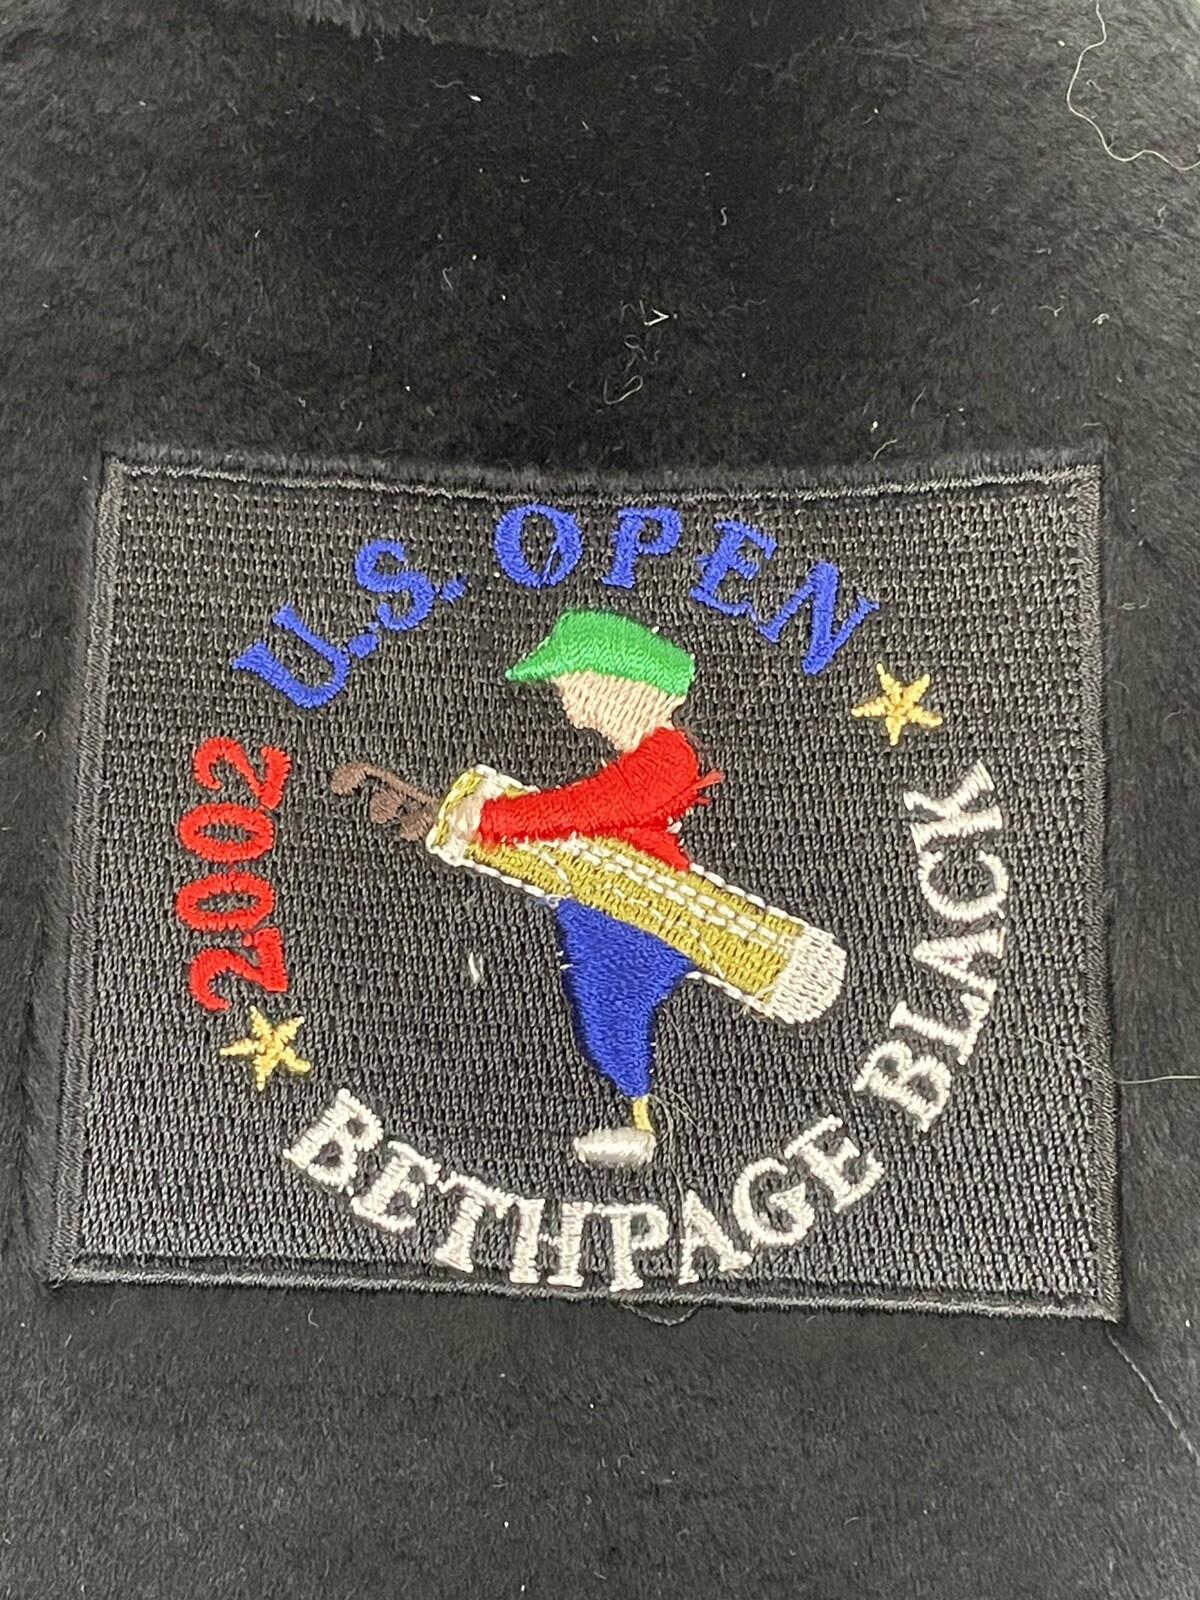 U.S. OPEN
2002
BETHPAGE BLACK